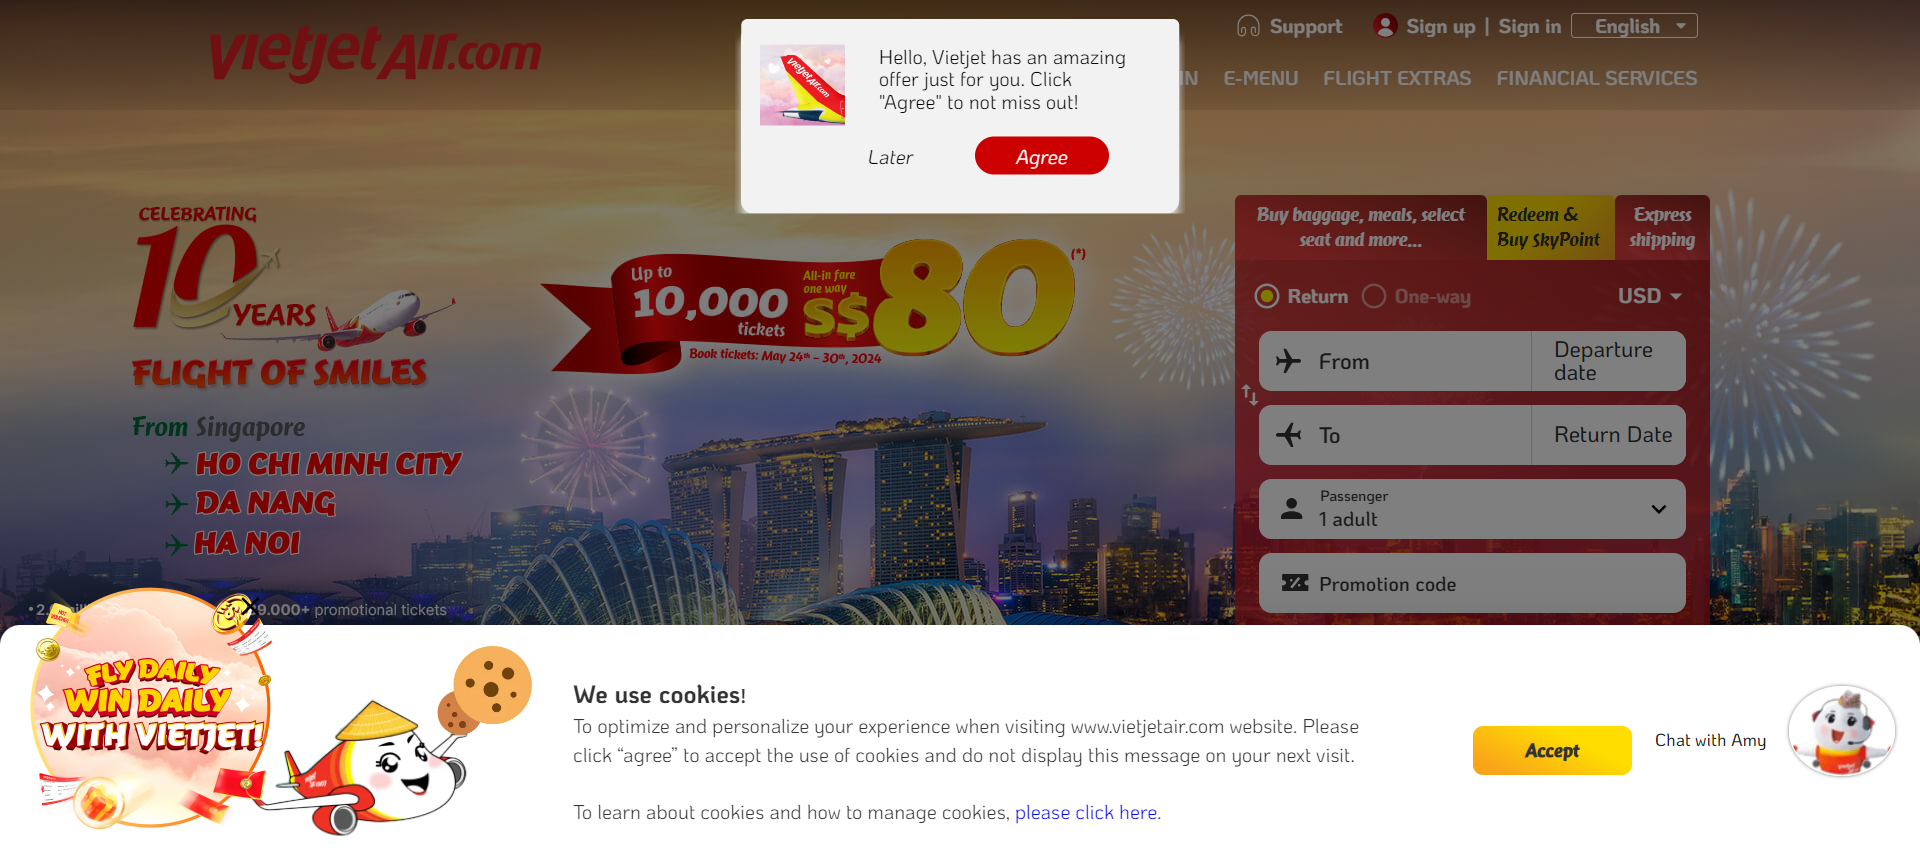 vietjetAir.com
Support
Sign up | Sign in
English
Hello, Vietjet has an amazing
offer just for you. Click
"Agree" to not miss out!
Later
Agree
IN
E-MENU
FLIGHT EXTRAS
FINANCIAL SERVICES
VietjetAir.com
CELEBRATING
10
YEARS
FLIGHT OF SMILES
From Singapore
HO CHI MINH CITY
DA NANG
HA NOI
Up to
10,000
tickets
All-in fare
one way
S$80
(*)
Book tickets: May 24th - 30th, 2024
Buy baggage, meals, select
seat and more...
Redeem &
Buy SkyPoint
Express
shipping
Return
One-way
USD
From
Departure
date
To
Return Date
Passenger
1 adult
Promotion code
9.000+ promotional tickets
FLY DAILY
WIN DAILY
WITH VIETJET!
We use cookies!
To optimize and personalize your experience when visiting www.vietjetair.com website. Please
click “agree” to accept the use of cookies and do not display this message on your next visit.
To learn about cookies and how to manage cookies, please click here.
Accept
Chat with Amy